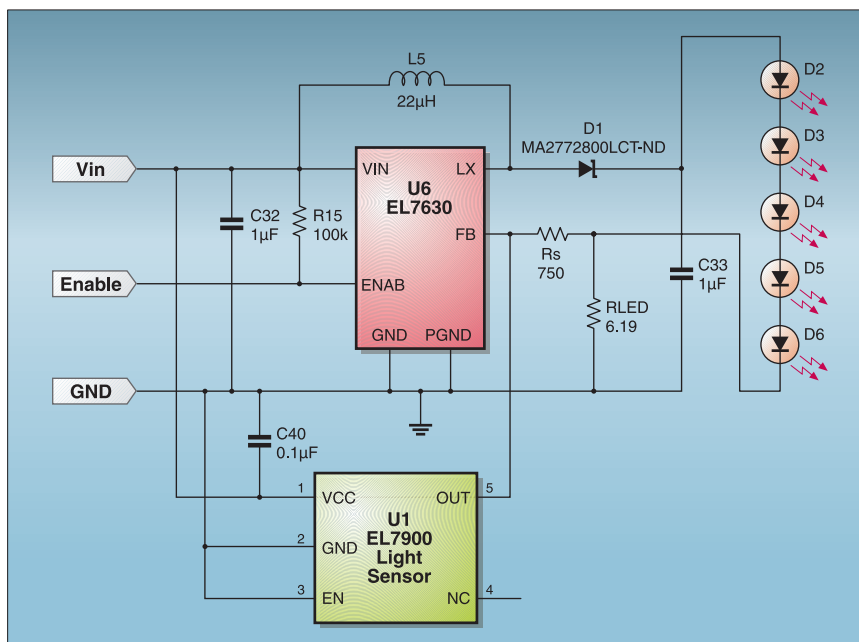 L5
22µH
D2
D1
MA2772800LCT-ND
D3
Vin
VIN
LX
U6
EL7630
C32
1µF
R15
100k
D4
FB
Rs
750
C33
1µF
D5
Enable
ENAB
RLED
6.19
D6
GND
PGND
GND
C40
0.1µF
1
VCC
OUT
5
U1
EL7900
Light
Sensor
2
GND
3
EN
NC
4